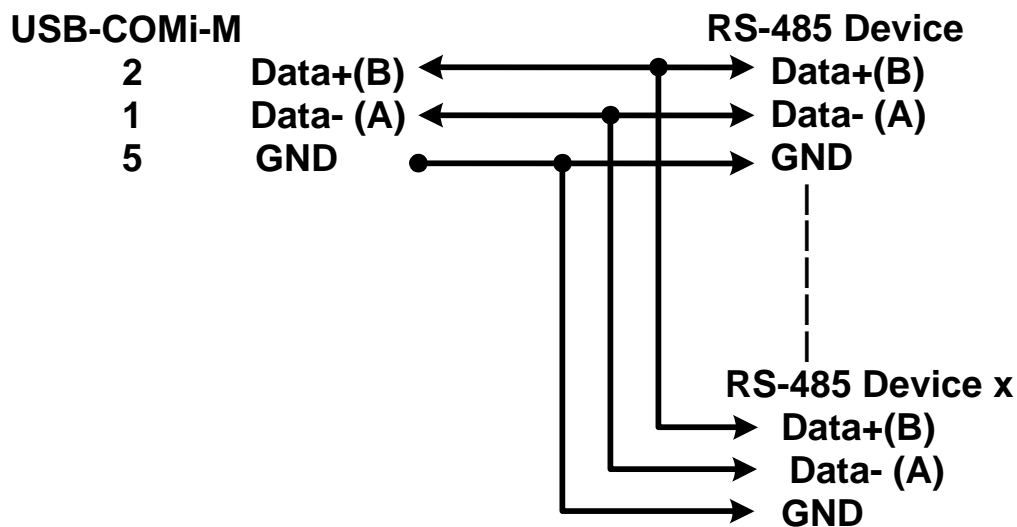 USB-COMi-M RS-485 Device
2 Data+(B) Data+(B)
1 Data- (A) Data- (A)
5 GND GND
RS-485 Device x
Data+(B)
Data- (A)
GND